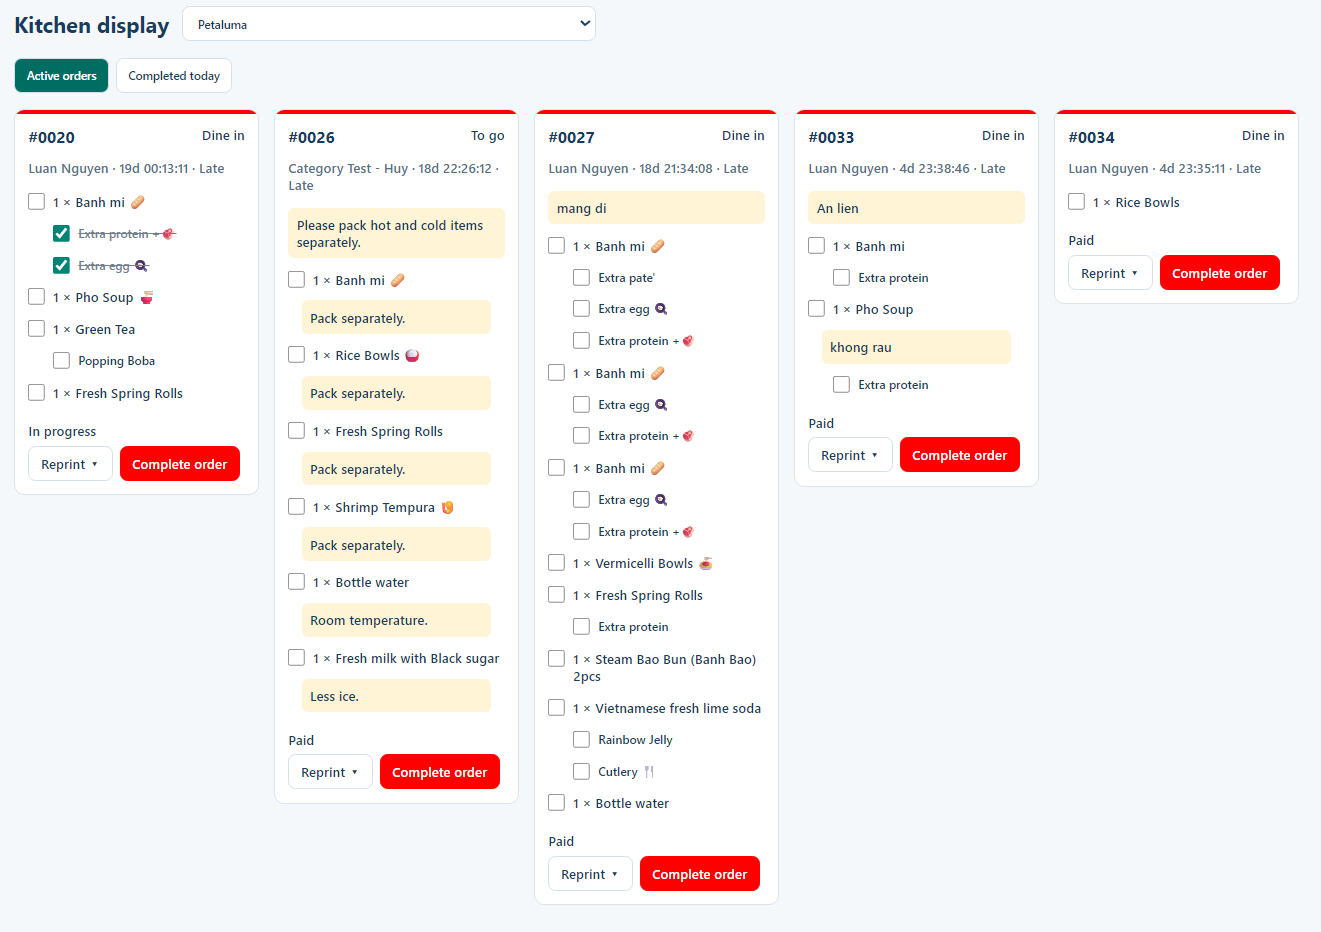 Kitchen display
Petaluma
Active orders
Completed today
#0020
Dine in
Luan Nguyen · 19d 00:13:11 · Late
1 × Banh mi 🥖
Extra protein + 🥩
Extra egg 🍳
1 × Pho Soup 🍜
1 × Green Tea
Popping Boba
1 × Fresh Spring Rolls
In progress
Reprint ▼
Complete order
#0026
To go
Category Test - Huy · 18d 22:26:12 ·
Late
Please pack hot and cold items
separately.
1 × Banh mi 🥖
Pack separately.
1 × Rice Bowls 🍚
Pack separately.
1 × Fresh Spring Rolls
Pack separately.
1 × Shrimp Tempura 🍤
Pack separately.
1 × Bottle water
Room temperature.
1 × Fresh milk with Black sugar
Less ice.
Paid
Reprint ▼
Complete order
#0027
Dine in
Luan Nguyen · 18d 21:34:08 · Late
mang di
1 × Banh mi 🥖
Extra pate'
Extra egg 🍳
Extra protein + 🥩
1 × Banh mi 🥖
Extra egg 🍳
Extra protein + 🥩
1 × Banh mi 🥖
Extra egg 🍳
Extra protein + 🥩
1 × Vermicelli Bowls 🍝
1 × Fresh Spring Rolls
Extra protein
1 × Steam Bao Bun (Banh Bao)
2pcs
1 × Vietnamese fresh lime soda
Rainbow Jelly
Cutlery 🍴
1 × Bottle water
Paid
Reprint ▼
Complete order
#0033
Dine in
Luan Nguyen · 4d 23:38:46 · Late
An lien
1 × Banh mi
Extra protein
1 × Pho Soup
khong rau
Extra protein
Paid
Reprint ▼
Complete order
#0034
Dine in
Luan Nguyen · 4d 23:35:11 · Late
1 × Rice Bowls
Paid
Reprint ▼
Complete order